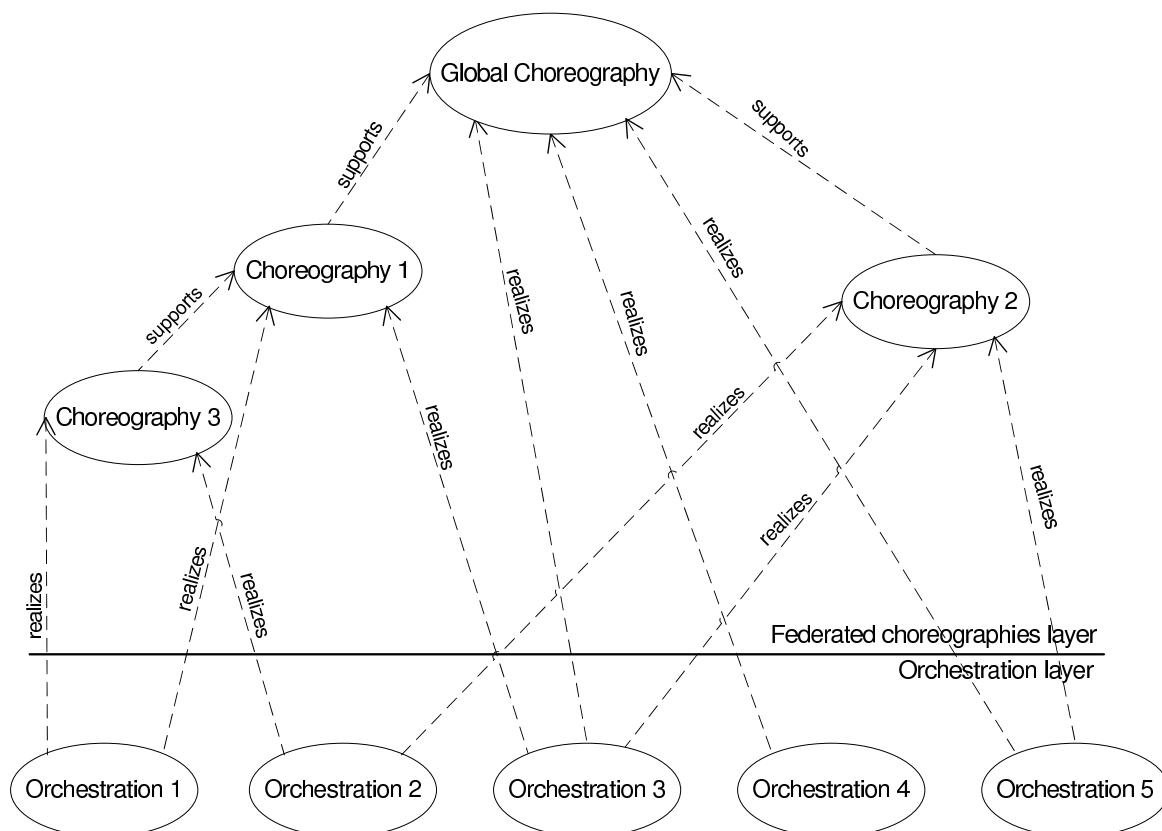 Global Choreography
supports
supports
Choreography 1
realizes
Choreography 2
realizes
realizes
supports
Choreography 3
realizes
realizes
realizes
realizes
realizes
realizes
realizes
Federated choreographies layer
Orchestration layer
Orchestration 1
Orchestration 2
Orchestration 3
Orchestration 4
Orchestration 5